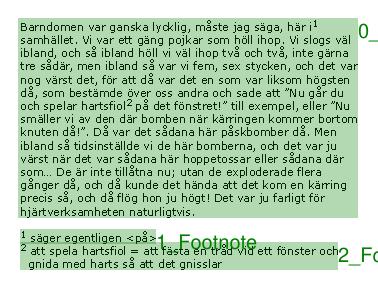 Barndomen var ganska lycklig, måste jag säga, här i¹
samhället. Vi var ett gäng pojkar som höll ihop. Vi slogs väl
ibland, och så ibland höll vi väl ihop två och två, inte gärna
tre sådär, men ibland så var vi fem, sex stycken, och det var
nog värst det, för att då var det en som var liksom högsten
då, som bestämde över oss andra och sade att "Nu går du
och spelar hartsfiol² på det fönstret!" till exempel, eller "Nu
smäller vi av den där bomben när kärringen kommer bortom
knuten då!". Då var det sådana här påskbomber då. Men
ibland så tidsinställde vi de här bomberna, och det var ju
värst när det var sådana här hoppetossar eller sådana där
som... De är inte tillåtna nu; utan de exploderade flera
gånger då, och då kunde det hända att det kom en kärring
precis så, och då flög hon ju högt! Det var ju farligt för
hjärtverksamheten naturligtvis.
0_
¹ säger egentligen <på>
1_Footnote
² att spela hartsfiol = att fästa en tråd vid ett fönster och
gnida med harts så att det gnisslar
2_Fo